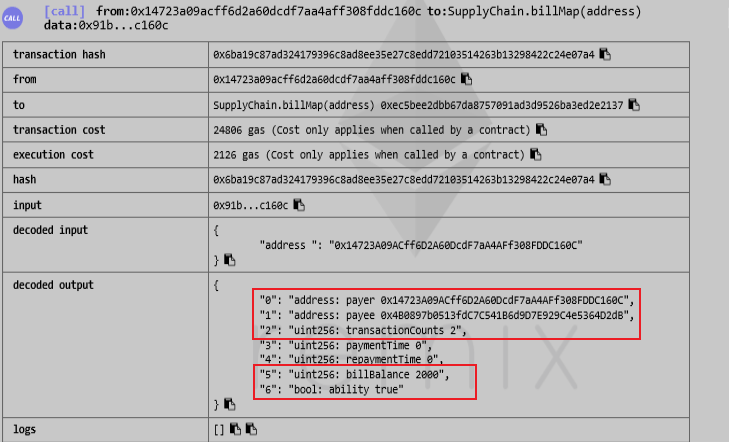 CALL
[call] from:0x14723a09acff6d2a60dcdf7aa4aff308fddc160c to:SupplyChain.billMap(address)
data:0x91b...c160c
transaction hash 0x6ba19c87ad324179396c8ad8ee35e27c8edd72103514263b13298422c24e07a4
from 0x14723a09acff6d2a60dcdf7aa4aff308fddc160c
to SupplyChain.billMap(address) 0xec5bee2dbb67da8757091ad3d9526ba3ed2e2137
transaction cost 24806 gas (Cost only applies when called by a contract)
execution cost 2126 gas (Cost only applies when called by a contract)
hash 0x6ba19c87ad324179396c8ad8ee35e27c8edd72103514263b13298422c24e07a4
input 0x91b...c160c
decoded input {
"address ": "0x14723A09ACff6D2A60DcdF7aA4AFf308FDDC160C"
}
decoded output {
"0": "address: payer 0x14723A09ACff6D2A60DcdF7aA4AFf308FDDC160C",
"1": "address: payee 0x4B0897b0513fdC7C541B6d9D7E929C4e5364D2dB",
"2": "uint256: transactionCounts 2",
"3": "uint256: paymentTime 0",
"4": "uint256: repaymentTime 0",
"5": "uint256: billBalance 2000",
"6": "bool: ability true"
}
logs []
remix